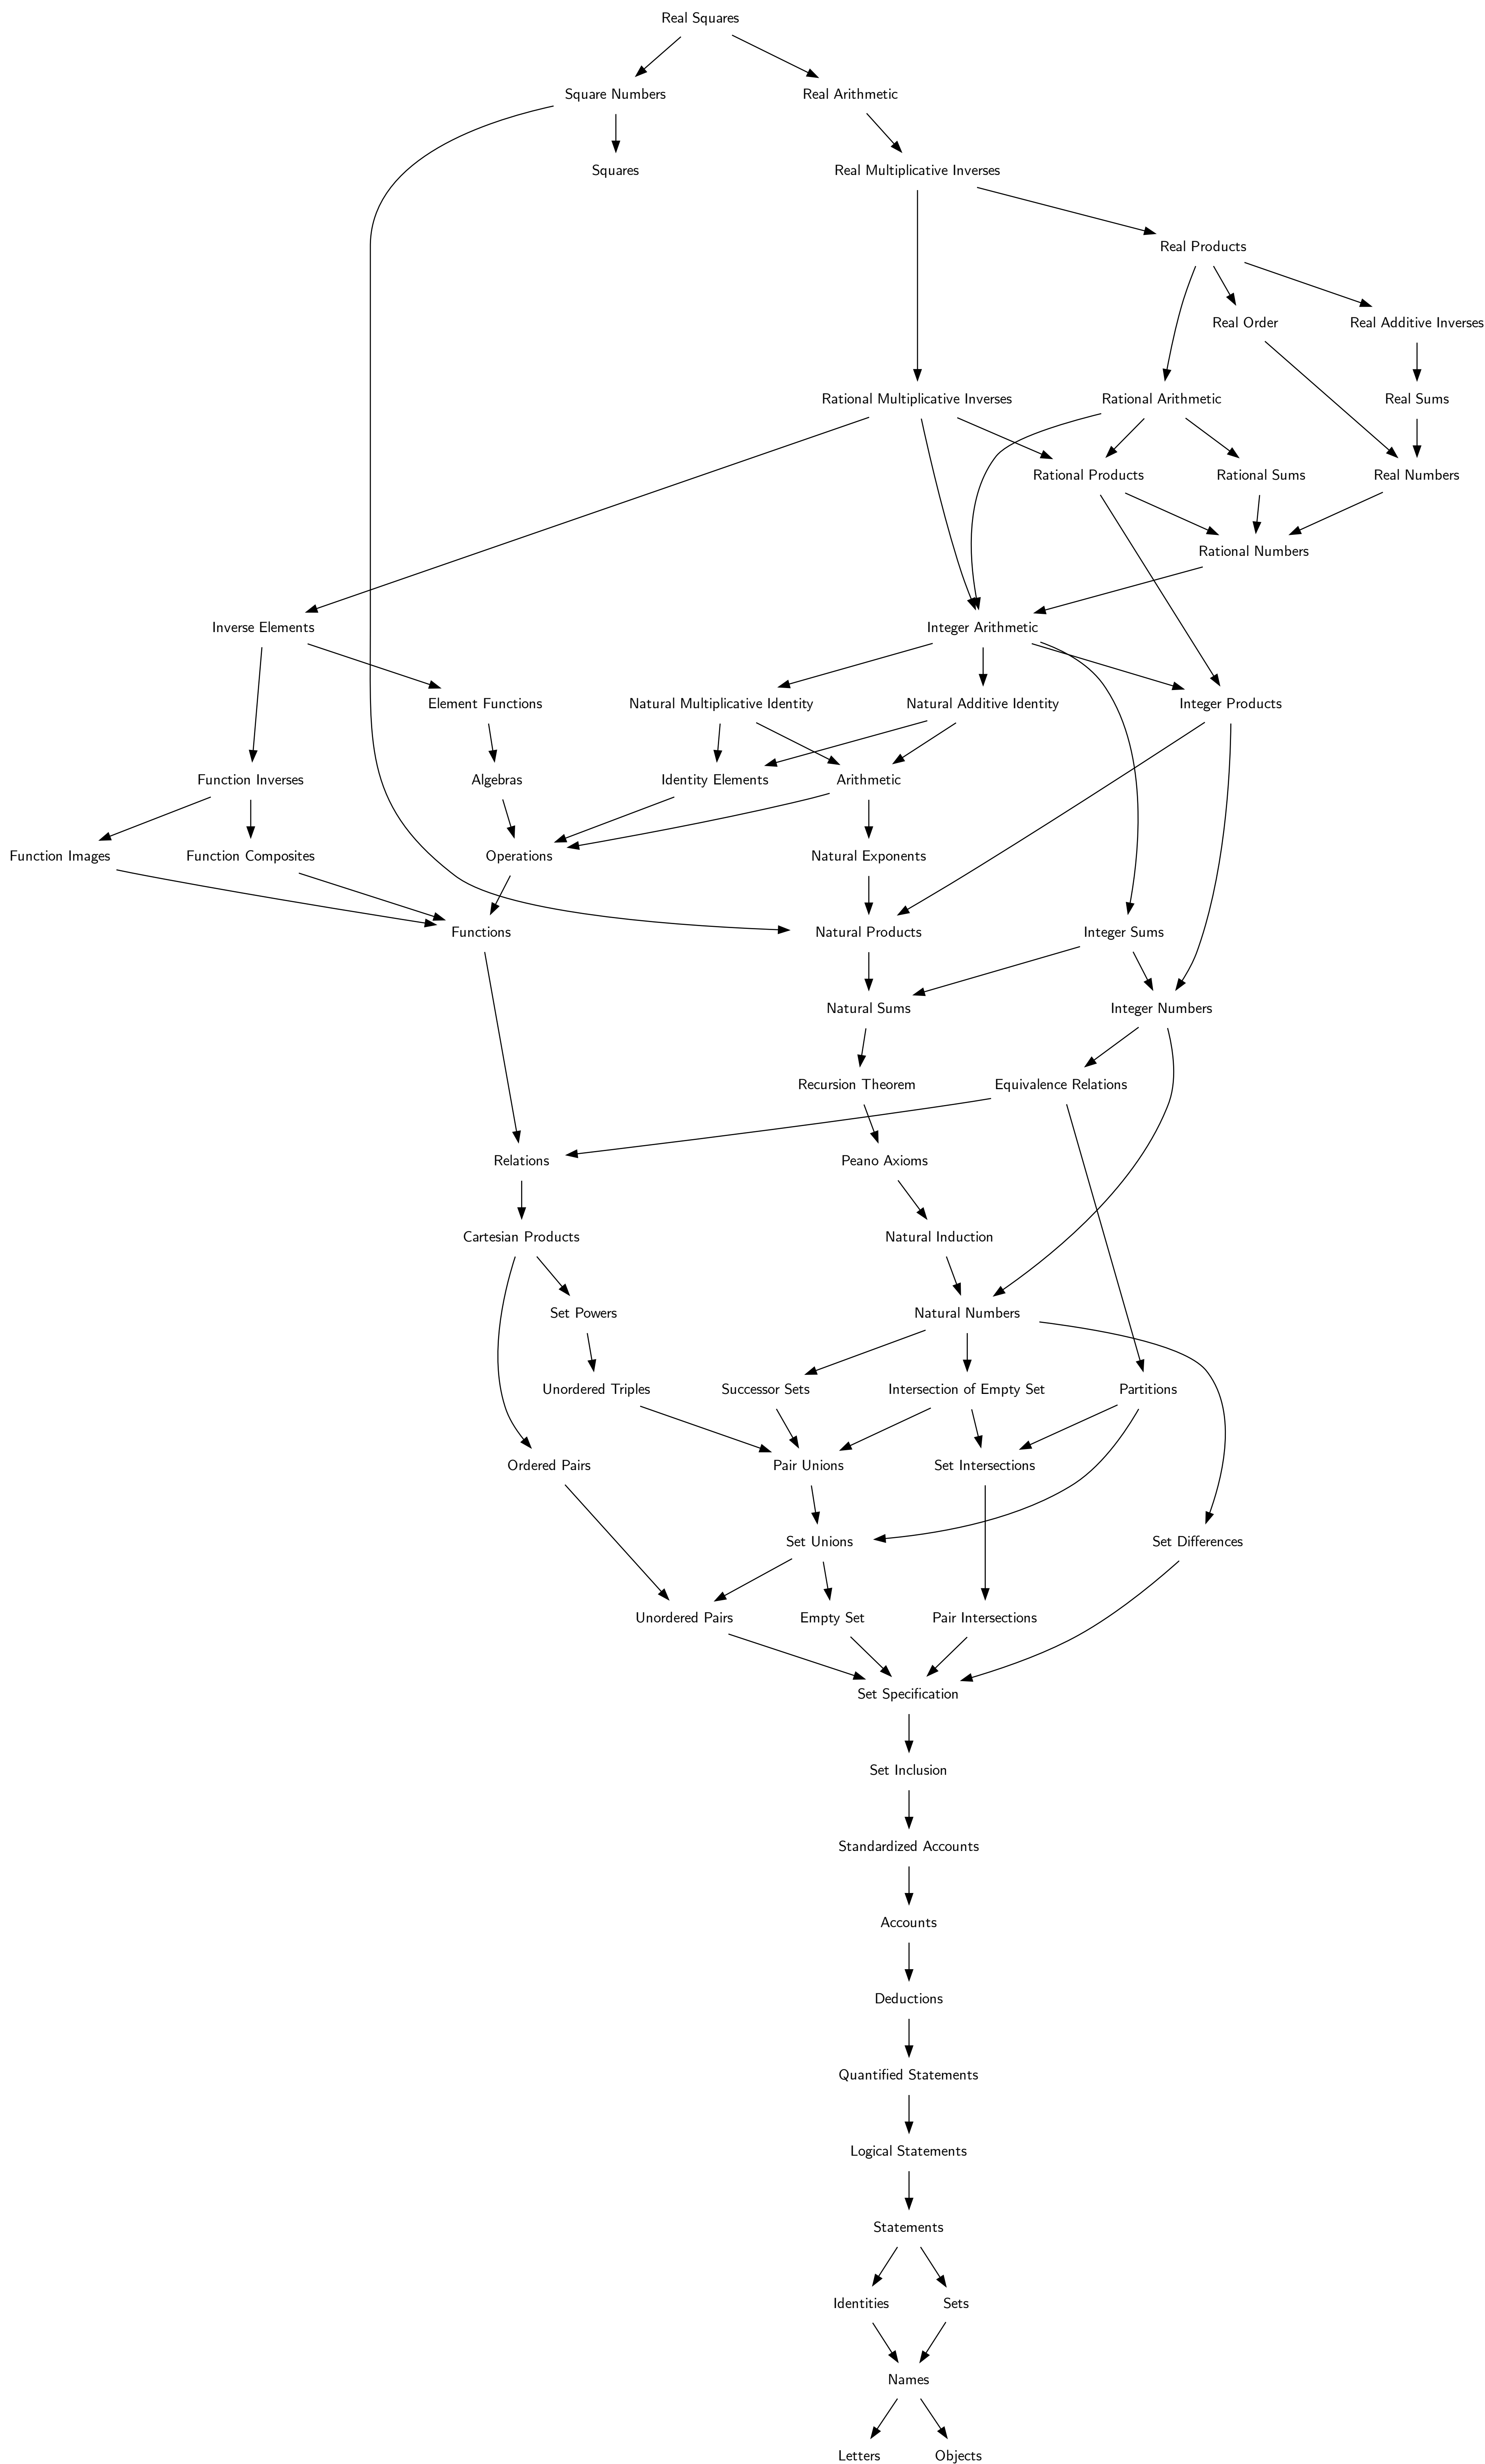 Real Squares
Square Numbers
Real Arithmetic
Squares
Real Multiplicative Inverses
Real Products
Real Order
Real Additive Inverses
Rational Multiplicative Inverses
Rational Arithmetic
Real Sums
Rational Products
Rational Sums
Real Numbers
Rational Numbers
Inverse Elements
Integer Arithmetic
Element Functions
Natural Multiplicative Identity
Natural Additive Identity
Integer Products
Function Inverses
Algebras
Identity Elements
Arithmetic
Function Images
Function Composites
Operations
Natural Exponents
Functions
Natural Products
Integer Sums
Natural Sums
Integer Numbers
Recursion Theorem
Equivalence Relations
Relations
Peano Axioms
Cartesian Products
Natural Induction
Set Powers
Natural Numbers
Unordered Triples
Successor Sets
Intersection of Empty Set
Partitions
Ordered Pairs
Pair Unions
Set Intersections
Set Unions
Set Differences
Unordered Pairs
Empty Set
Pair Intersections
Set Specification
Set Inclusion
Standardized Accounts
Accounts
Deductions
Quantified Statements
Logical Statements
Statements
Identities
Sets
Names
Letters
Objects